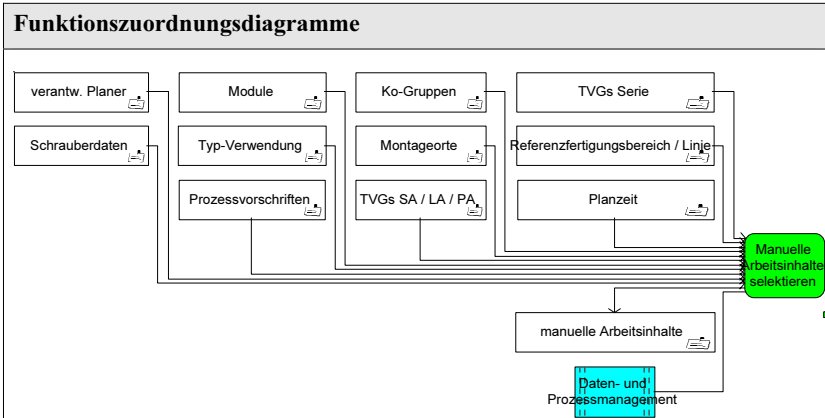 Funktionszuordnungsdiagramme
verantw. Planer
Module
Ko-Gruppen
TVGs Serie
Schrauberdaten
Typ-Verwendung
Montageorte
Referenzfertigungsbereich / Linie
Prozessvorschriften
TVGs SA / LA / PA
Planzeit
Manuelle
Arbeitsinhalte
selektieren
manuelle Arbeitsinhalte
Daten- und
Prozessmanagement